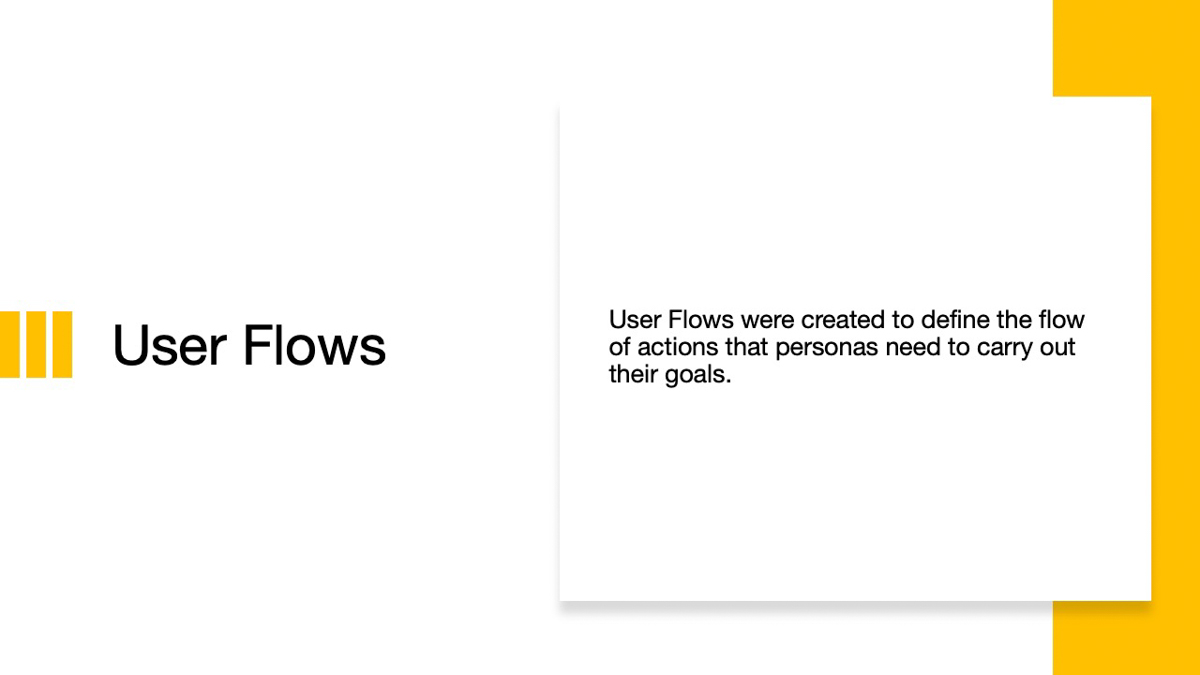 User Flows
User Flows were created to define the flow
of actions that personas need to carry out
their goals.